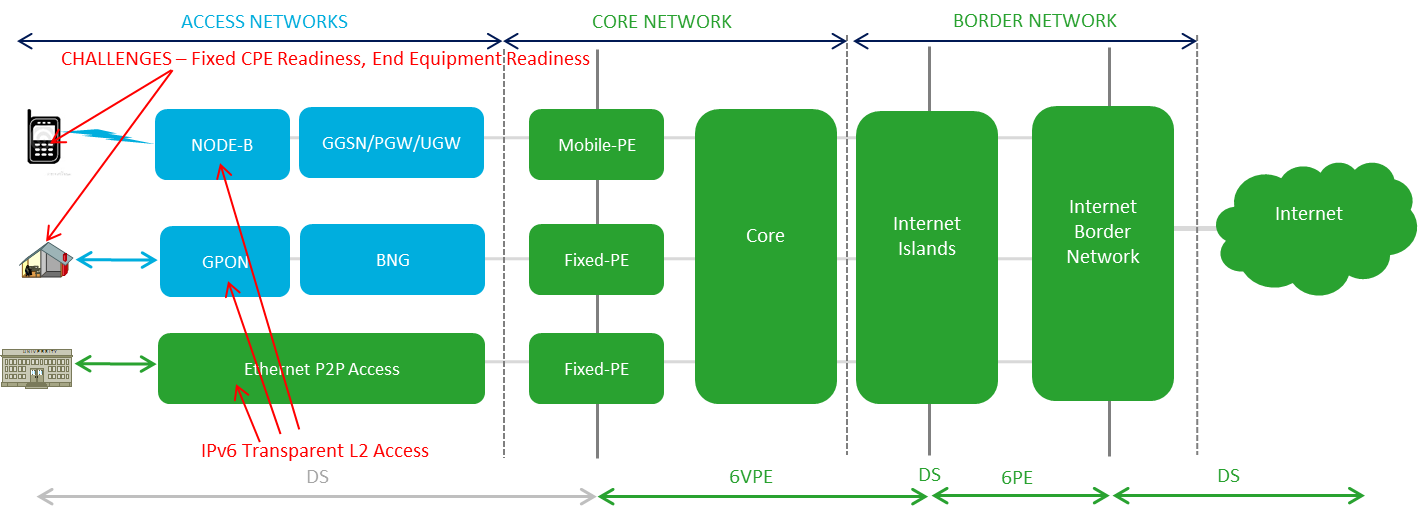 ACCESS NETWORKS
CORE NETWORK
BORDER NETWORK
CHALLENGES – Fixed CPE Readiness, End Equipment Readiness
NODE-B
GGSN/PGW/UGW
Mobile-PE
GPON
BNG
Fixed-PE
Core
Internet
Islands
Internet
Border
Network
Internet
UNIVERSITY
Ethernet P2P Access
Fixed-PE
IPv6 Transparent L2 Access
DS
6VPE
DS
6PE
DS